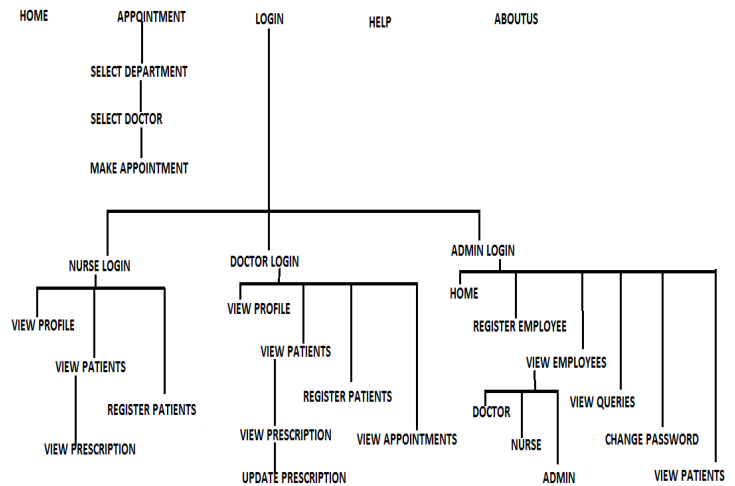 HOME
APPOINTMENT
LOGIN
HELP
ABOUTUS
SELECT DEPARTMENT
SELECT DOCTOR
MAKE APPOINTMENT
NURSE LOGIN
DOCTOR LOGIN
ADMIN LOGIN
VIEW PROFILE
VIEW PATIENTS
REGISTER PATIENTS
VIEW PRESCRIPTION
VIEW PROFILE
VIEW PATIENTS
REGISTER PATIENTS
VIEW APPOINTMENTS
VIEW PRESCRIPTION
UPDATE PRESCRIPTION
HOME
REGISTER EMPLOYEE
VIEW EMPLOYEES
VIEW QUERIES
CHANGE PASSWORD
VIEW PATIENTS
DOCTOR
NURSE
ADMIN